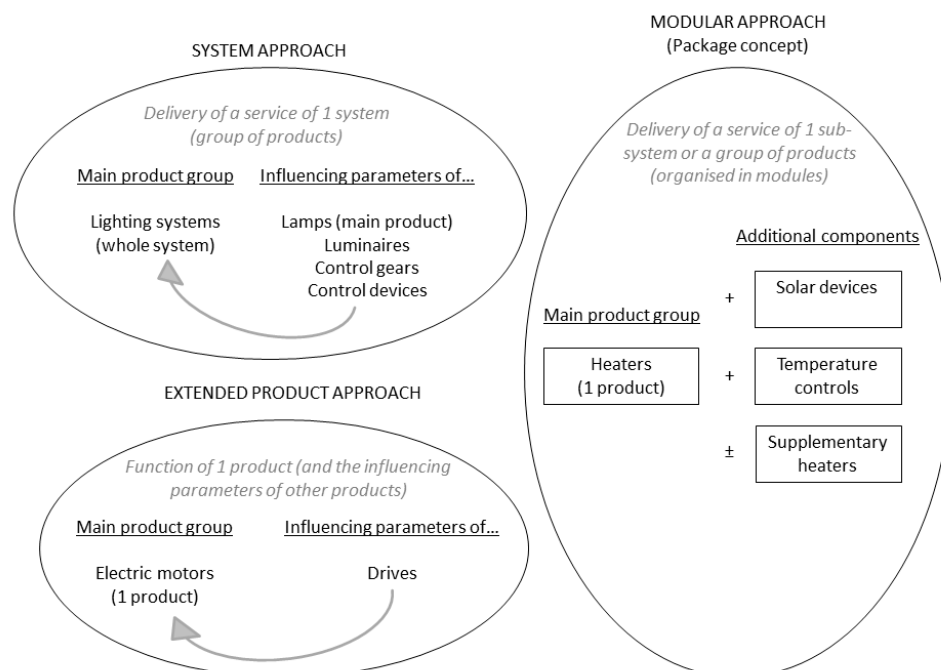 SYSTEM APPROACH
Delivery of a service of 1 system
(group of products)
Main product group
Influencing parameters of...
Lighting systems
(whole system)
Lamps (main product)
Luminaires
Control gears
Control devices
EXTENDED PRODUCT APPROACH
Function of 1 product (and the influencing
parameters of other products)
Main product group
Influencing parameters of...
Electric motors
(1 product)
Drives
MODULAR APPROACH
(Package concept)
Delivery of a service of 1 sub-
system or a group of products
(organised in modules)
Additional components
+
Solar devices
Main product group
Heaters
(1 product)
+
Temperature
controls
±
Supplementary
heaters